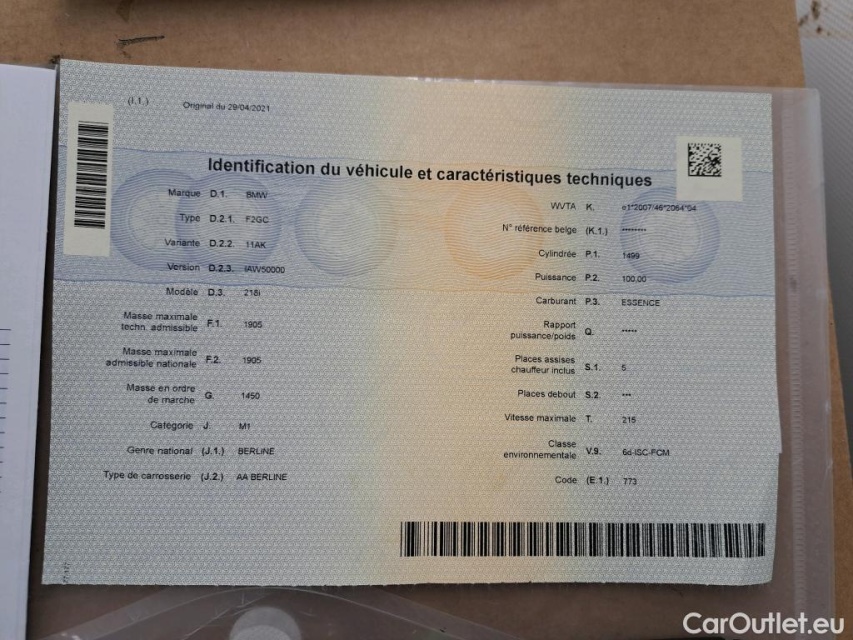 (I.1.) Original du 29/04/2021
Identification du véhicule et caractéristiques techniques
Marque D.1. BMW
Type D.2.1. F2GC
Variante D.2.2. 11AK
Version D.2.3. IAW50000
Modèle D.3. 218i
Masse maximale
techn. admissible F.1. 1905
Masse maximale
admissible nationale F.2. 1905
Masse en ordre
de marche G. 1450
Catégorie J. M1
Genre national (J.1.) BERLINE
Type de carrosserie (J.2.) AA BERLINE
WVTA K. e1*2007/46*2064*04
N° référence belge (K.1.) ********
Cylindrée P.1. 1499
Puissance P.2. 100.00
Carburant P.3. ESSENCE
Rapport
puissance/poids Q. *****
Places assises
chauffeur inclus S.1. 5
Places debout S.2. ***
Vitesse maximale T. 215
Classe
environnementale V.9. 6d-ISC-FCM
Code (E.1.) 773
CarOutlet.eu